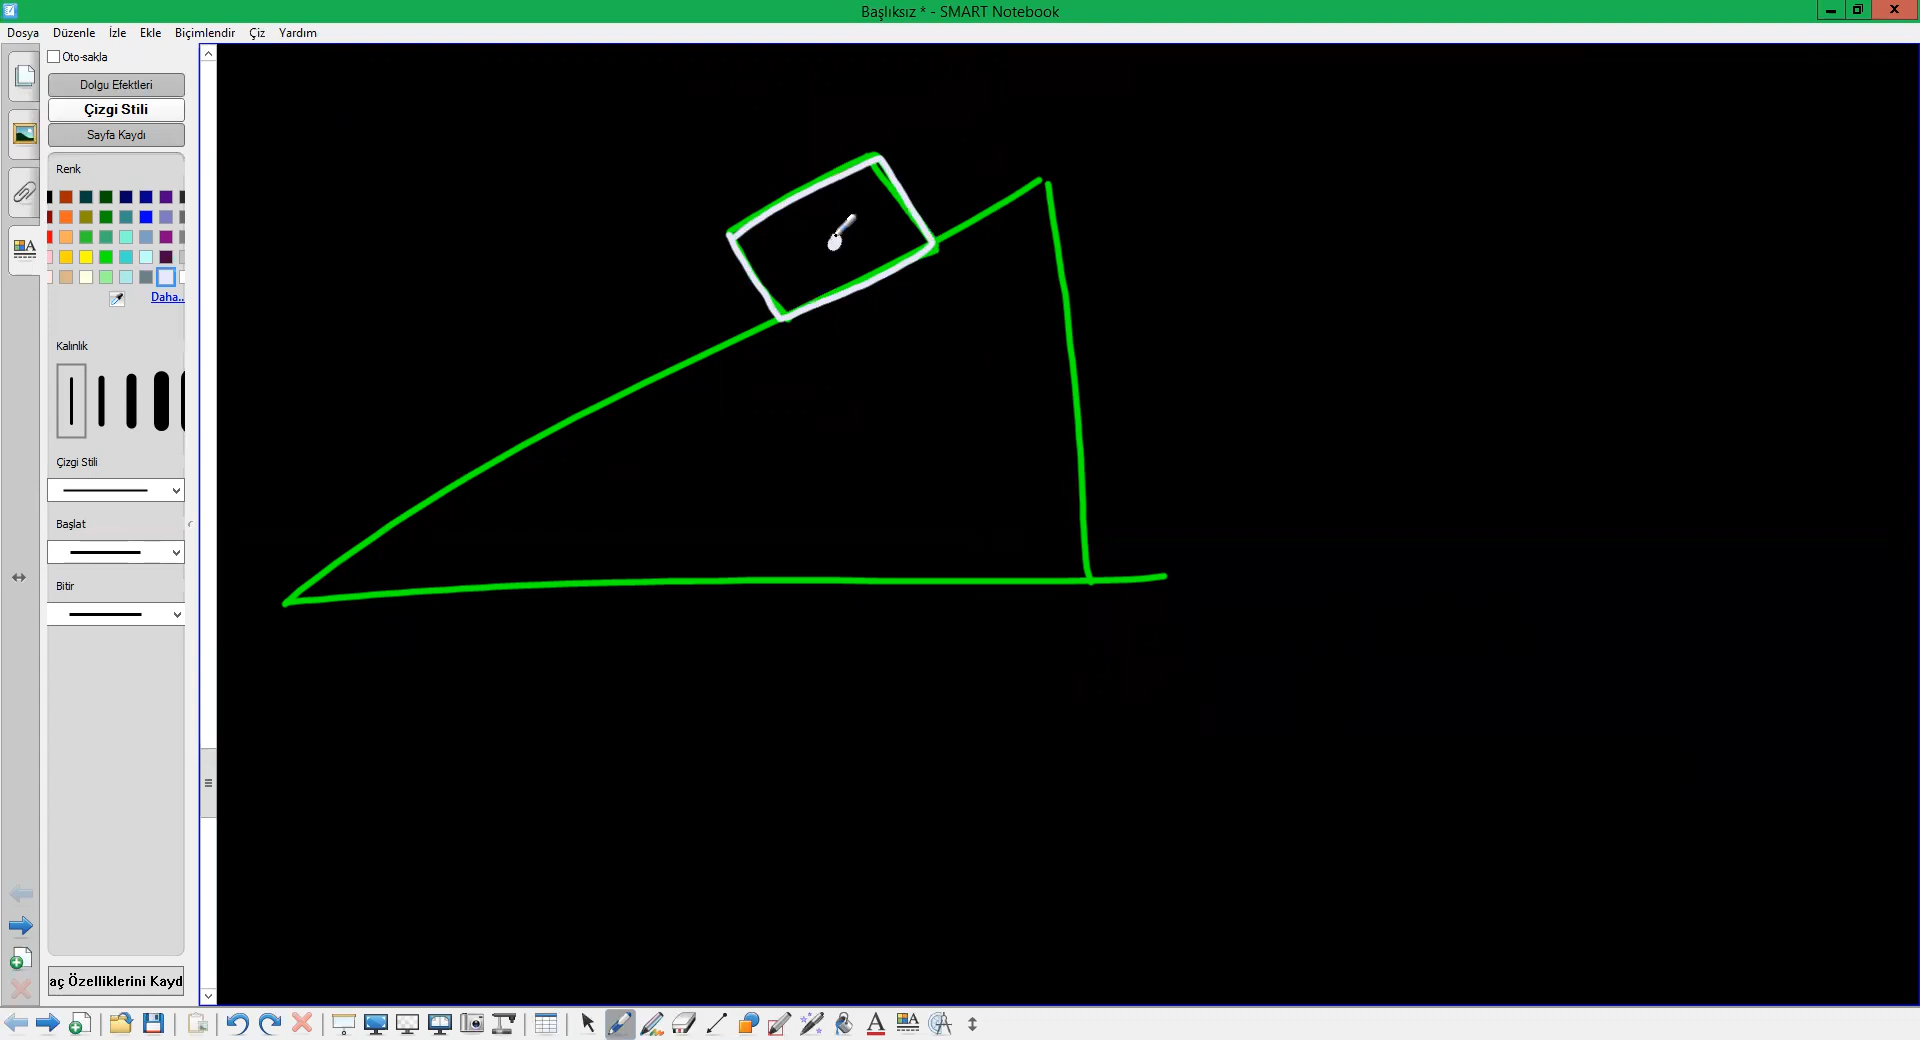 Başlıksız * - SMART Notebook
Dosya Düzenle İzle Ekle Biçimlendir Çiz Yardım
Oto-sakla
Dolgu Efektleri
Çizgi Stili
Sayfa Kaydı
Renk
Daha..
Kalınlık
Çizgi Stili
Başlat
Bitir
aç Özelliklerini Kayd